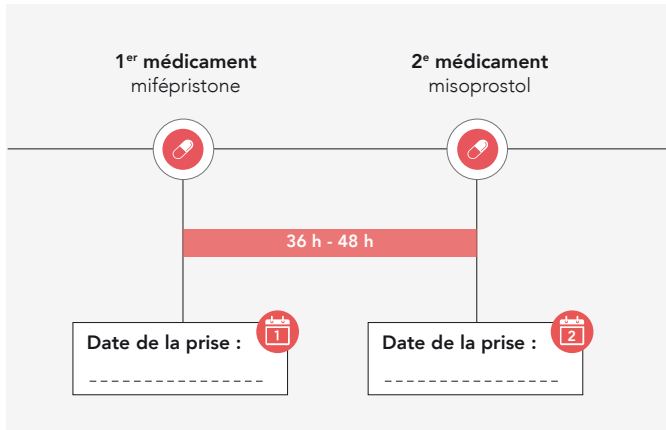 1er médicament
mifépristone
2e médicament
misoprostol
36 h - 48 h
Date de la prise :
1
Date de la prise :
2